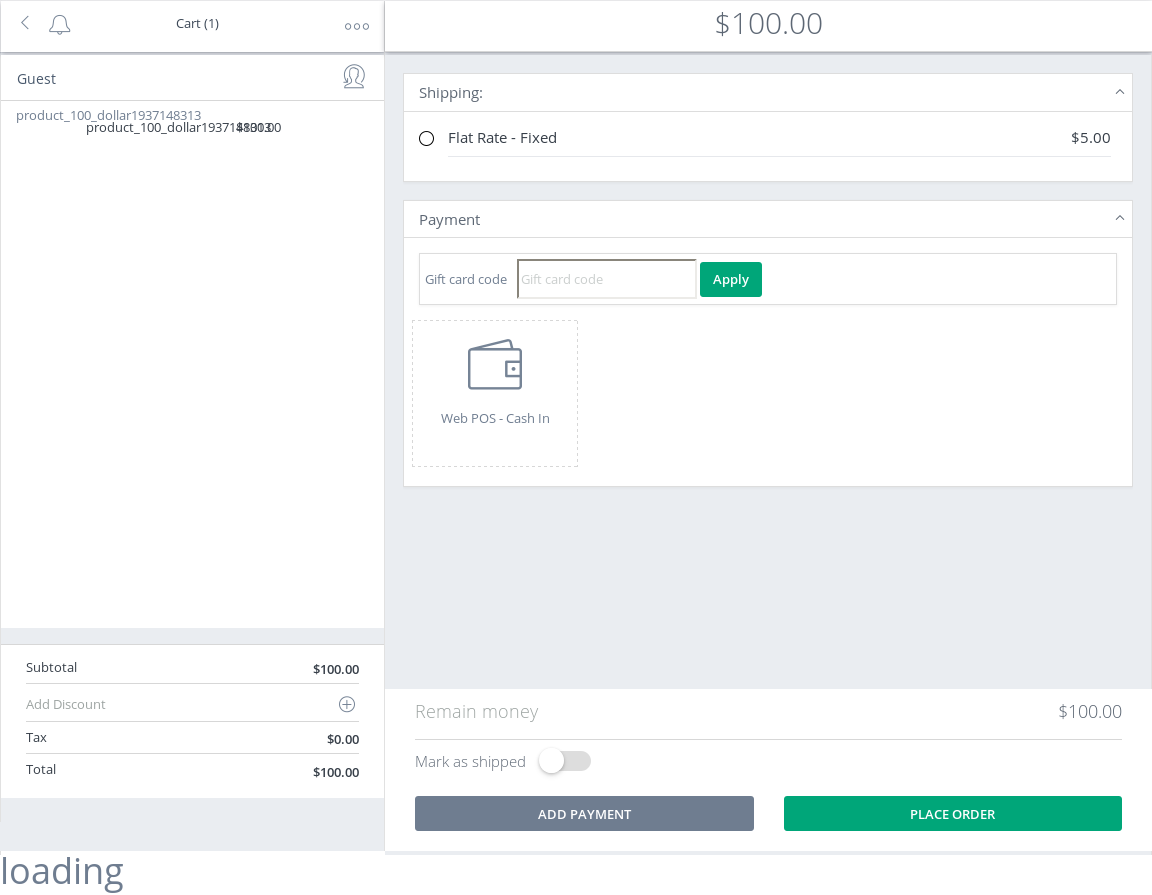 Cart (1)
Guest
product_100_dollar1937148313
product_100_dollar1937148313
$100.00
Subtotal $100.00
Add Discount
Tax $0.00
Total $100.00
loading
$100.00
Shipping:
Flat Rate - Fixed $5.00
Payment
Gift card code Gift card code Apply
Web POS - Cash In
Remain money $100.00
Mark as shipped
ADD PAYMENT PLACE ORDER